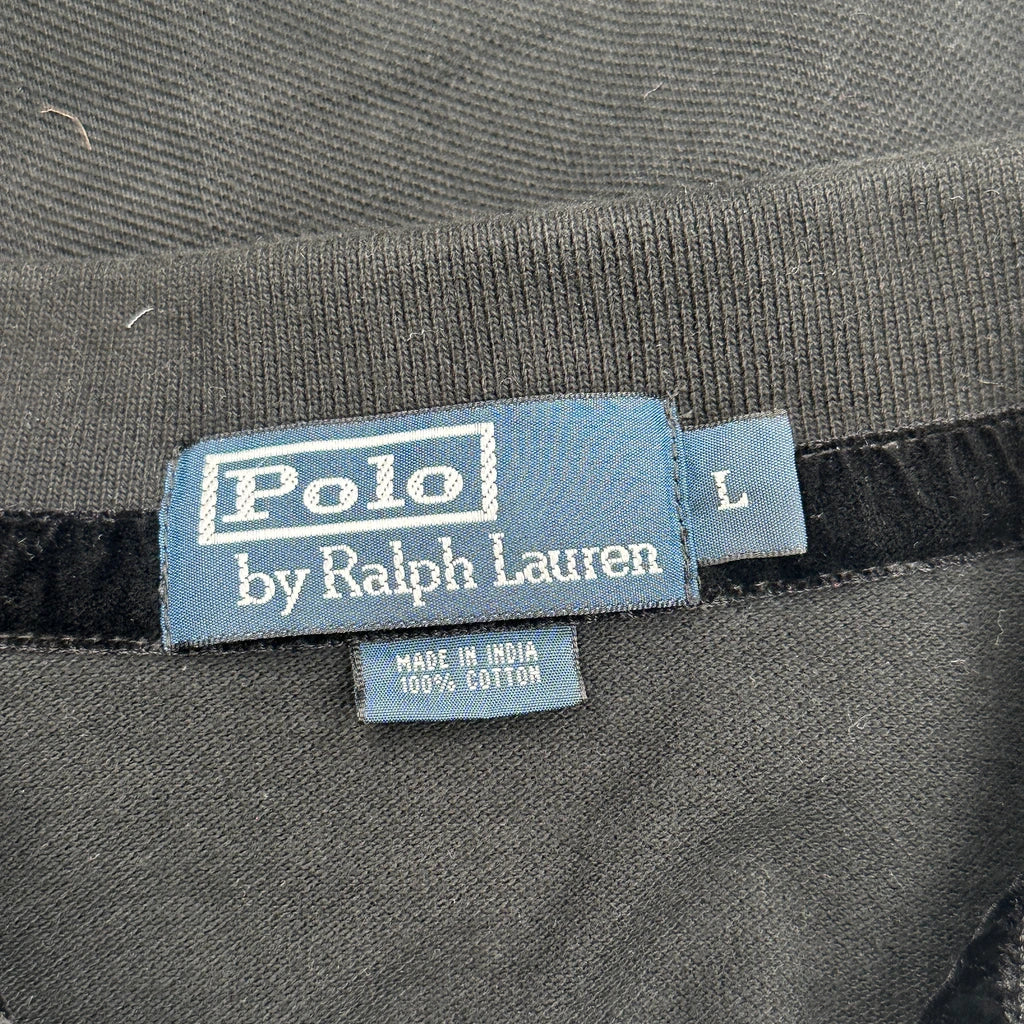 Polo
by Ralph Lauren
L
MADE IN INDIA
100% COTTON